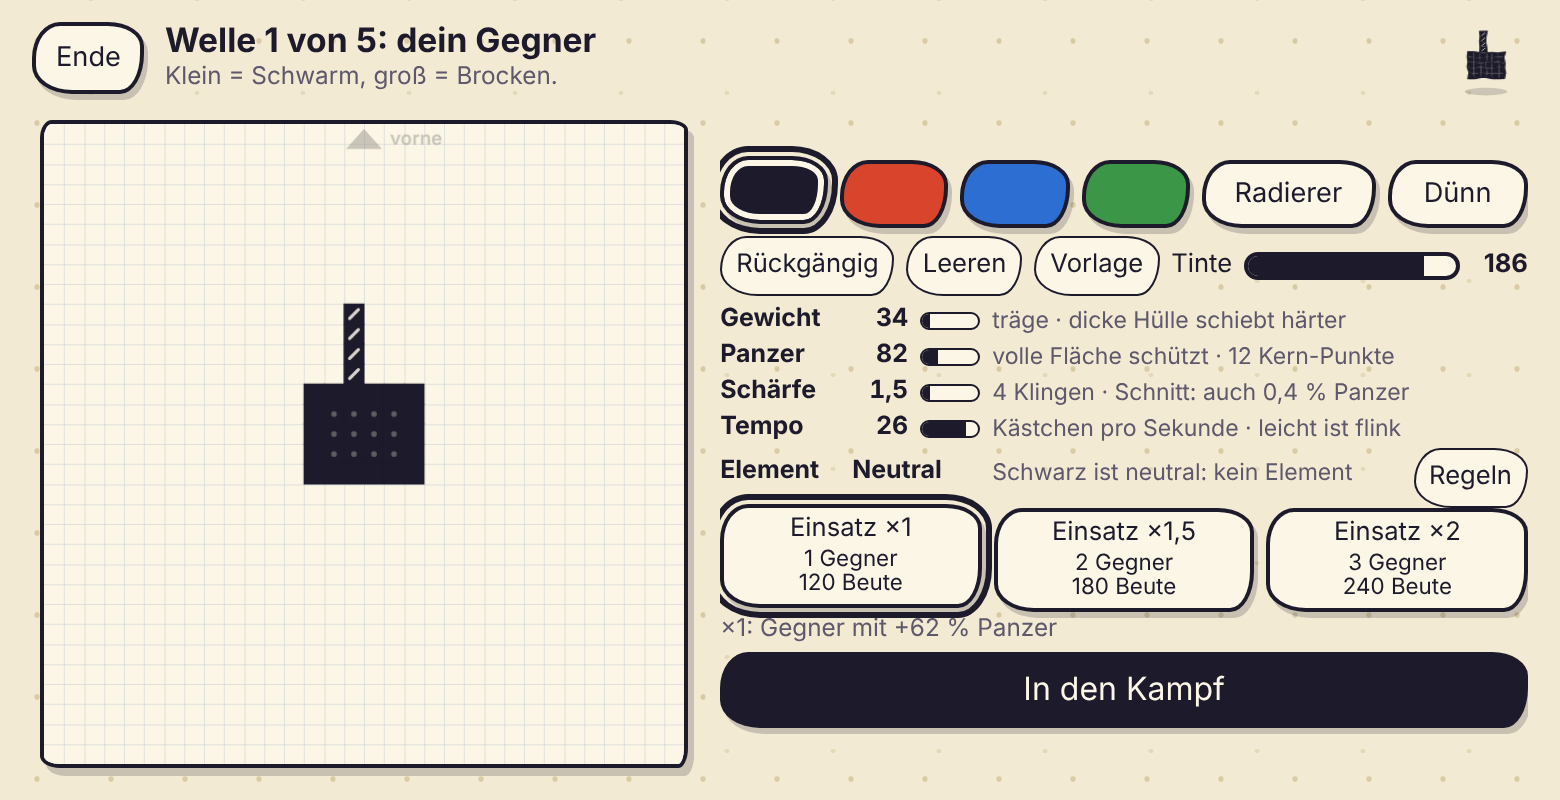 Ende
Welle 1 von 5: dein Gegner
Klein = Schwarm, groß = Brocken.
vorne
Radierer
Dünn
Rückgängig
Leeren
Vorlage
Tinte
186
Gewicht 34 träge · dicke Hülle schiebt härter
Panzer 82 volle Fläche schützt · 12 Kern-Punkte
Schärfe 1,5 4 Klingen · Schnitt: auch 0,4 % Panzer
Tempo 26 Kästchen pro Sekunde · leicht ist flink
Element Neutral Schwarz ist neutral: kein Element
Regeln
Einsatz ×1
1 Gegner
120 Beute
Einsatz ×1,5
2 Gegner
180 Beute
Einsatz ×2
3 Gegner
240 Beute
×1: Gegner mit +62 % Panzer
In den Kampf